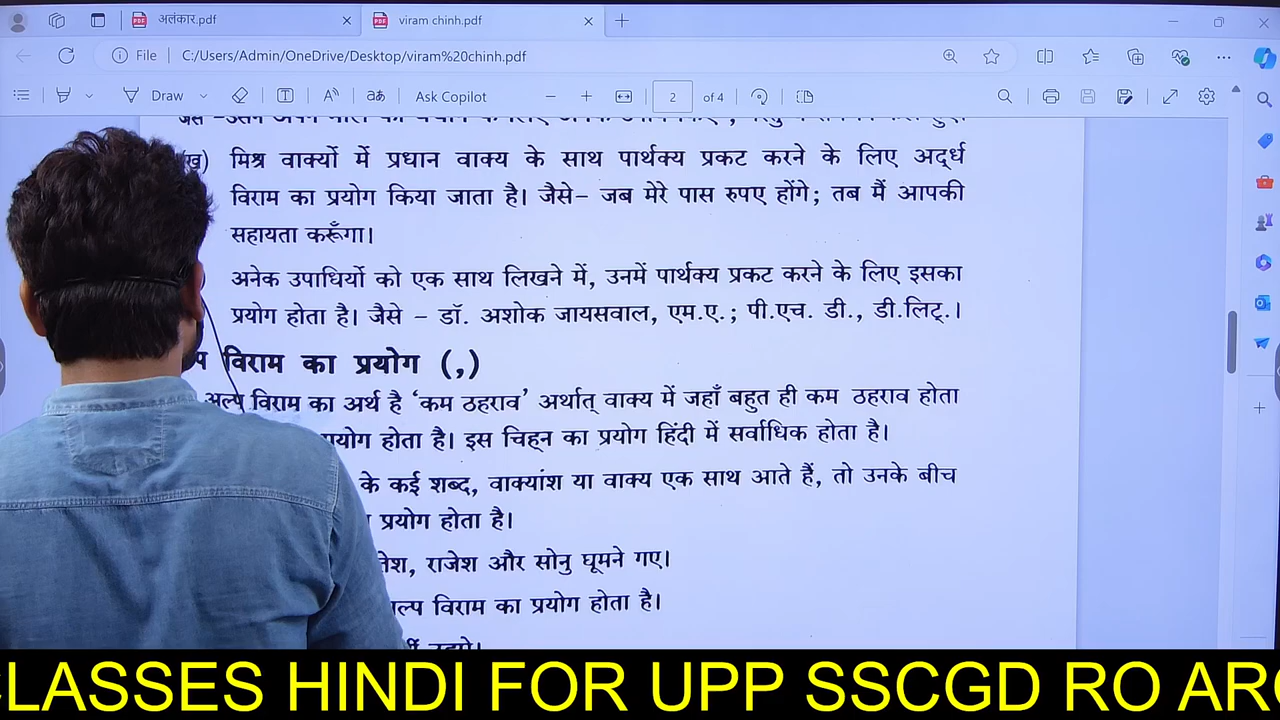 अलंकार.pdf
viram chinh.pdf
File
C:/Users/Admin/OneDrive/Desktop/viram%20chinh.pdf
Draw
Ask Copilot
2 of 4
मिश्र वाक्यों में प्रधान वाक्य के साथ पार्थक्य प्रकट करने के लिए अर्द्ध
विराम का प्रयोग किया जाता है। जैसे– जब मेरे पास रुपए होंगे; तब मैं आपकी
सहायता करूँगा।
अनेक उपाधियों को एक साथ लिखने में, उनमें पार्थक्य प्रकट करने के लिए इसका
प्रयोग होता है। जैसे – डॉ. अशोक जायसवाल, एम.ए.; पी.एच. डी., डी.लिट्.।
विराम का प्रयोग (,)
अल्प विराम का अर्थ है ‘कम ठहराव’ अर्थात् वाक्य में जहाँ बहुत ही कम ठहराव होता
होता है। इस चिह्न का प्रयोग हिंदी में सर्वाधिक होता है।
के कई शब्द, वाक्यांश या वाक्य एक साथ आते हैं, तो उनके बीच
प्रयोग होता है।
राजेश और सोनु घूमने गए।
विराम का प्रयोग होता है।
CLASSES HINDI FOR UPP SSCGD RO ARO